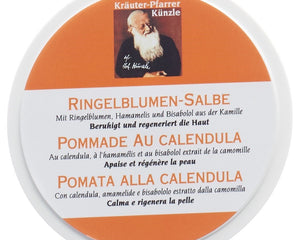 Kräuter-Pfarrer
Künzle
RINGELBLUMEN-SALBE
Mit Ringelblumen, Hamamelis und Bisabolol aus der Kamille
Beruhigt und regeneriert die Haut
POMMADE AU CALENDULA
Au calendula, à l'hamamélis et au bisabolol extrait de la camomille
Apaise et régénère la peau
POMATA ALLA CALENDULA
Con calendula, amamelide e bisabololo estratto dalla camomilla
Calma e rigenera la pelle